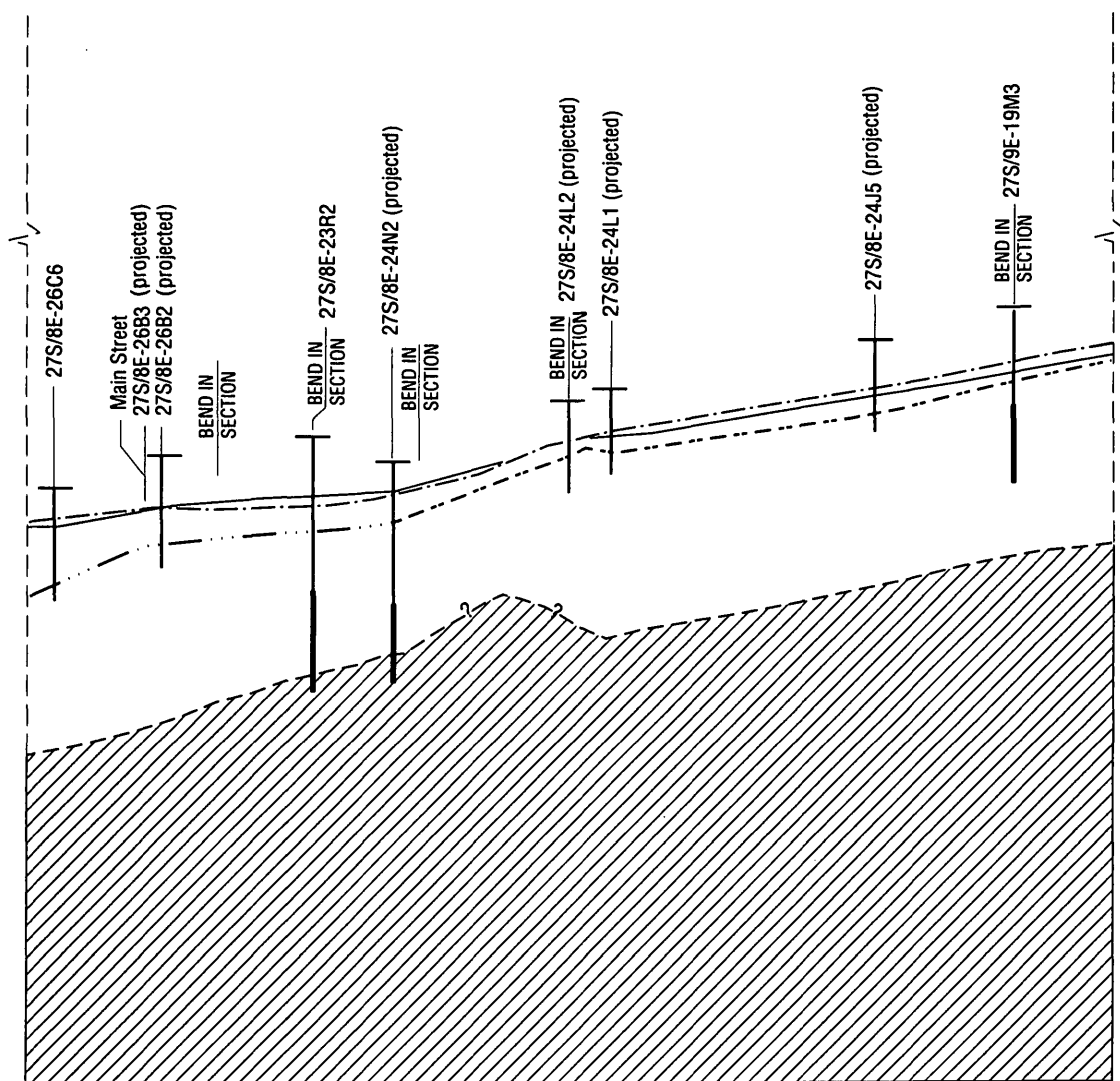 27S/8E-26C6
Main Street
27S/8E-26B3 (projected)
27S/8E-26B2 (projected)
BEND IN
SECTION
BEND IN
SECTION
27S/8E-23R2
27S/8E-24N2 (projected)
BEND IN
SECTION
BEND IN
SECTION
27S/8E-24L2 (projected)
27S/8E-24L1 (projected)
27S/8E-24J5 (projected)
BEND IN
SECTION
27S/9E-19M3
?
?